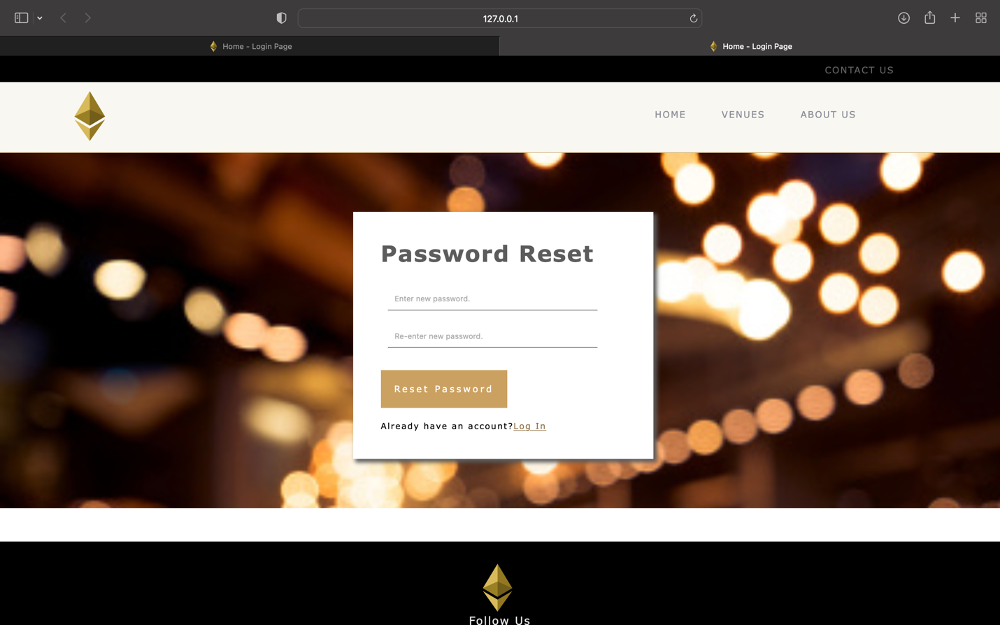 127.0.0.1
Home - Login Page
Home - Login Page
CONTACT US
HOME VENUES ABOUT US
Password Reset
Enter new password.
Re-enter new password.
Reset Password
Already have an account?Log In
Follow Us